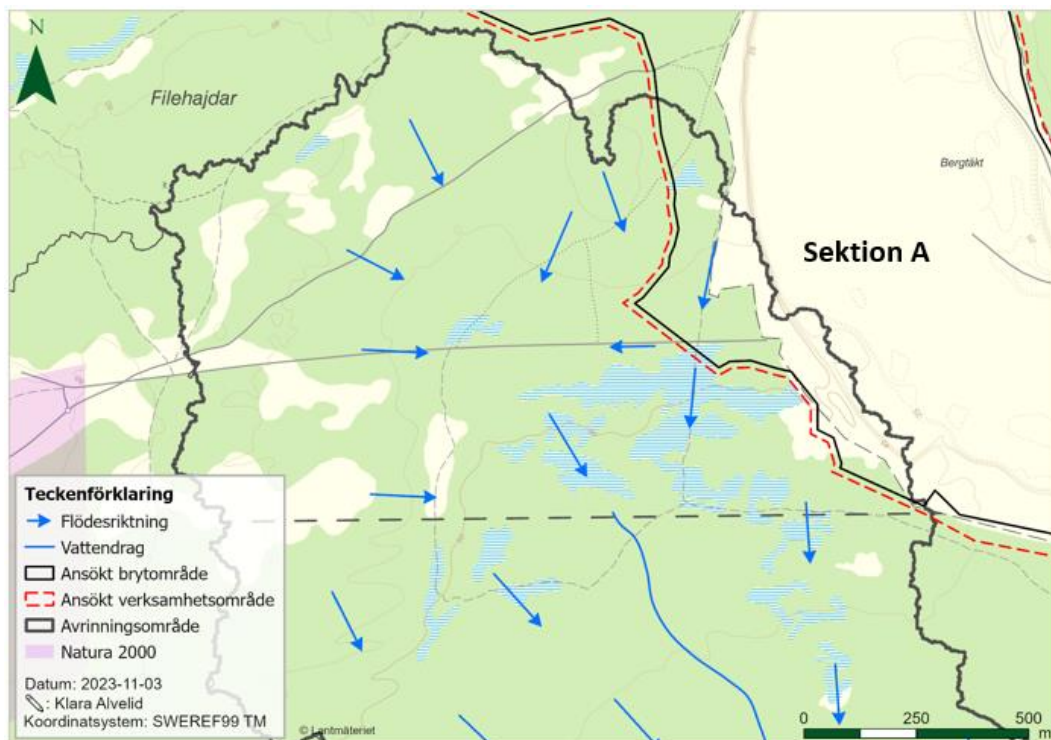 N
Filehajdar
Bergtäkt
Sektion A
Teckenförklaring
Flödesriktning
Vattendrag
Ansökt brytområde
Ansökt verksamhetsområde
Avrinningsområde
Natura 2000
Datum: 2023-11-03
: Klara Alvelid
Koordinatsystem: SWEREF99 TM
© Lantmäteriet
0 250 500
m